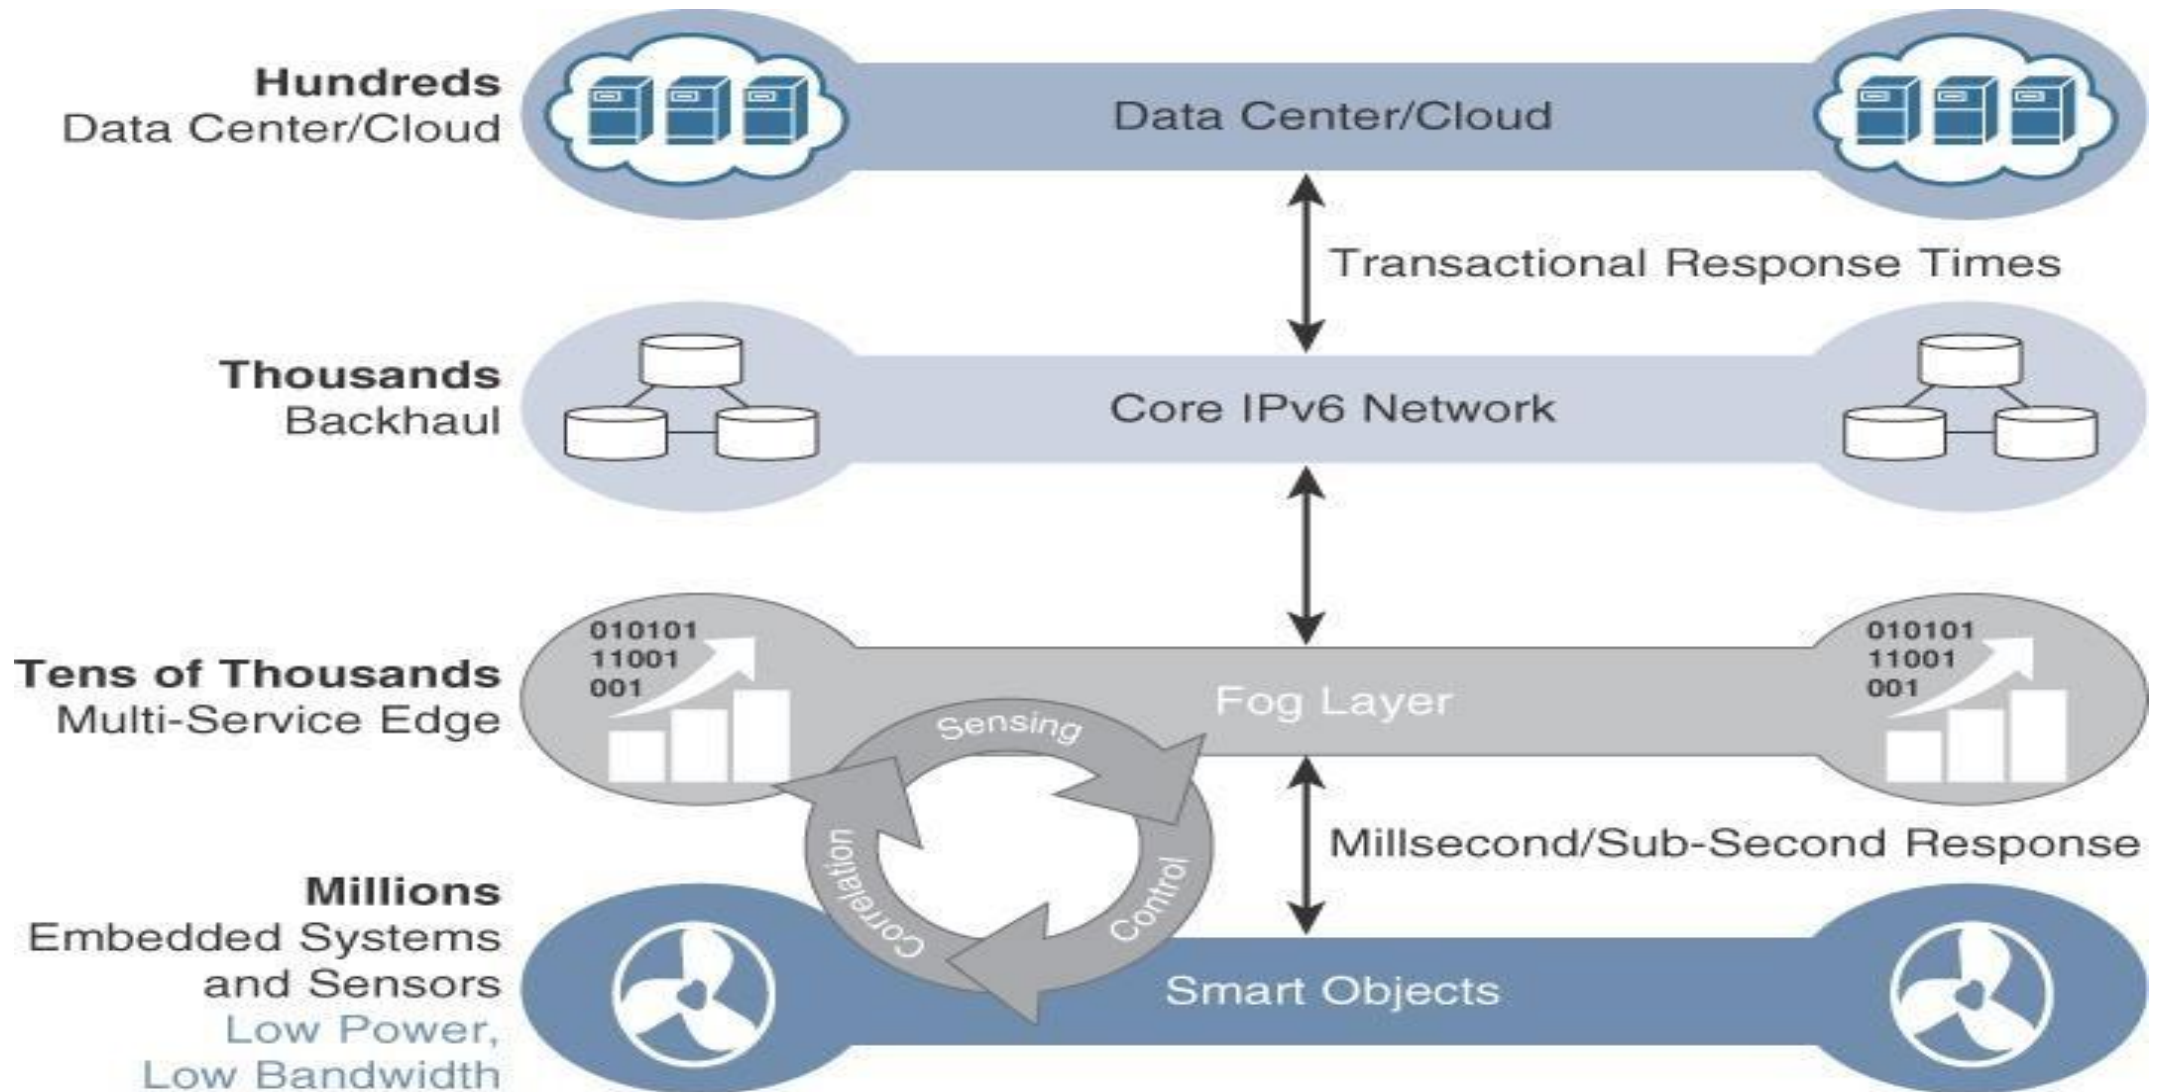 Hundreds
Data Center/Cloud
Data Center/Cloud
Transactional Response Times
Thousands
Backhaul
Core IPv6 Network
Tens of Thousands
Multi-Service Edge
010101
11001
001
Fog Layer
010101
11001
001
Sensing
Control
Correlation
Millsecond/Sub-Second Response
Millions
Embedded Systems
and Sensors
Low Power,
Low Bandwidth
Smart Objects